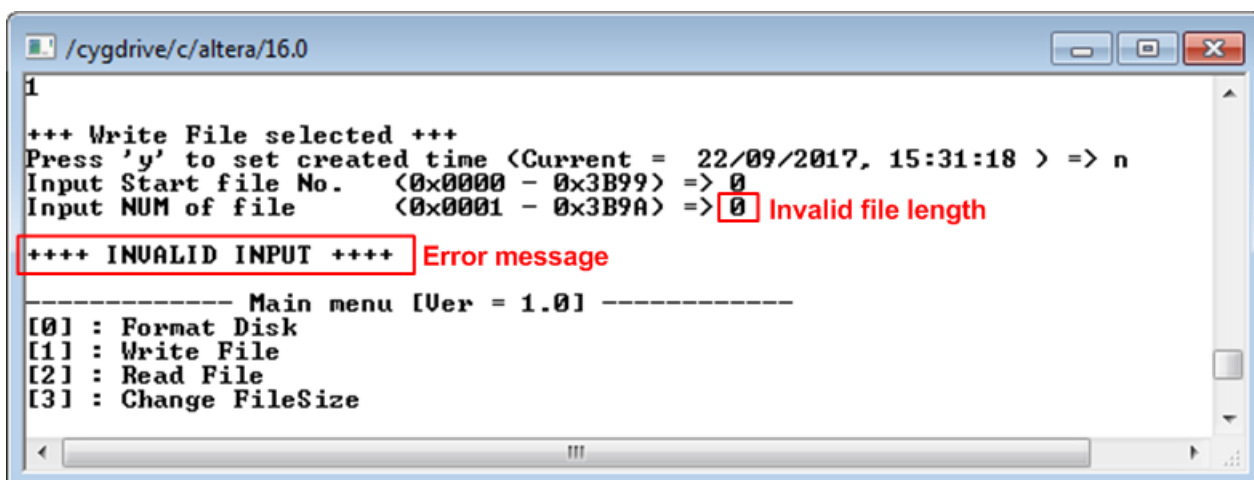 /cygdrive/c/altera/16.0
1
+++ Write File selected +++
Press 'y' to set created time (Current =  22/09/2017, 15:31:18 ) => n
Input Start file No.   (0x0000 - 0x3B99) => 0
Input NUM of file      (0x0001 - 0x3B9A) => 0 Invalid file length
++++ INVALID INPUT ++++ Error message
------------- Main menu [Ver = 1.0] ------------
[0] : Format Disk
[1] : Write File
[2] : Read File
[3] : Change FileSize